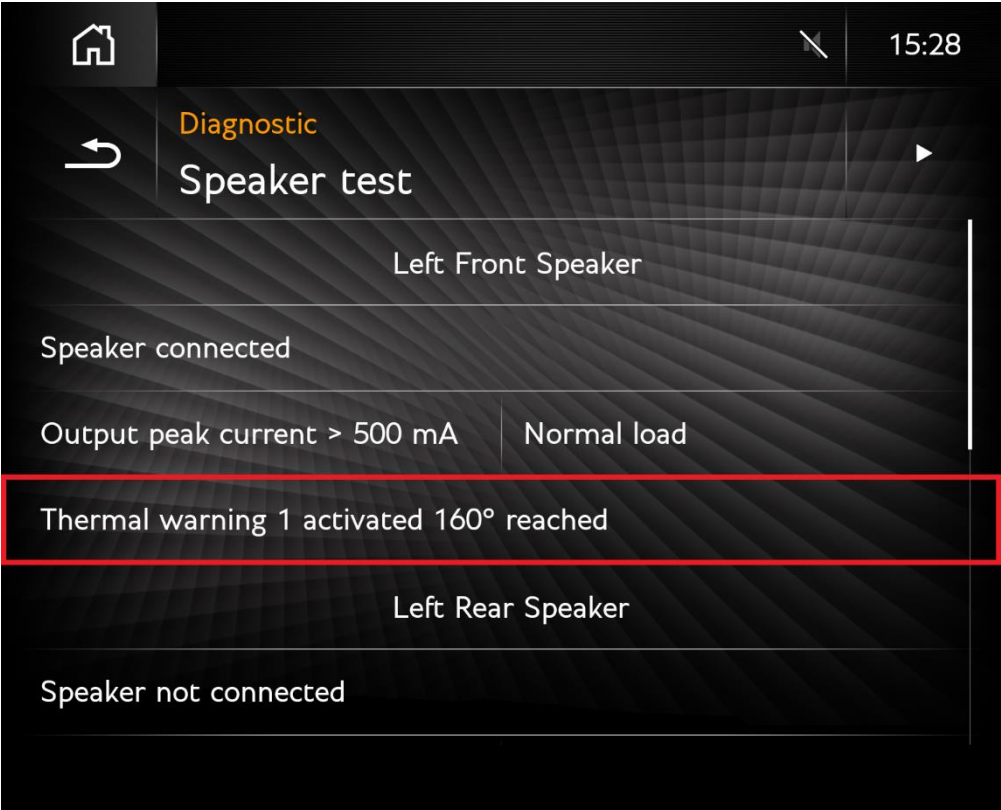 15:28
Diagnostic
Speaker test
Left Front Speaker
Speaker connected
Output peak current > 500 mA Normal load
Thermal warning 1 activated 160° reached
Left Rear Speaker
Speaker not connected